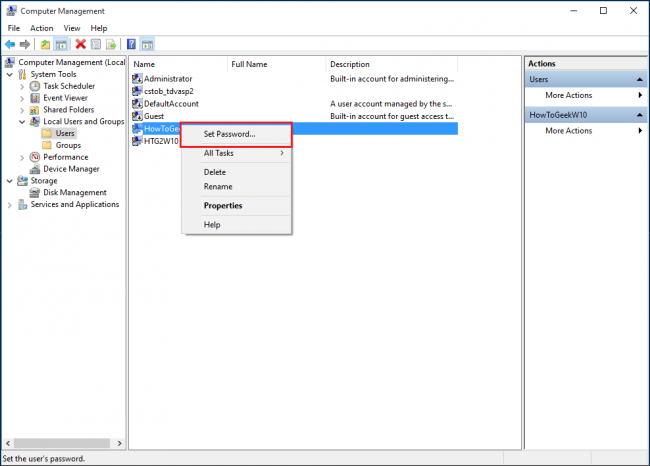 Computer Management
File Action View Help
Computer Management (Local
System Tools
Task Scheduler
Event Viewer
Shared Folders
Local Users and Groups
Users
Groups
Performance
Device Manager
Storage
Disk Management
Services and Applications
Name Full Name Description
Administrator Built-in account for administering...
cstob_tdvasp2
DefaultAccount A user account managed by the s...
Guest Built-in account for guest access t...
HowToGee
HTG2W10
Set Password...
All Tasks
Delete
Rename
Properties
Help
Actions
Users
More Actions
HowToGeekW10
More Actions
Set the user's password.